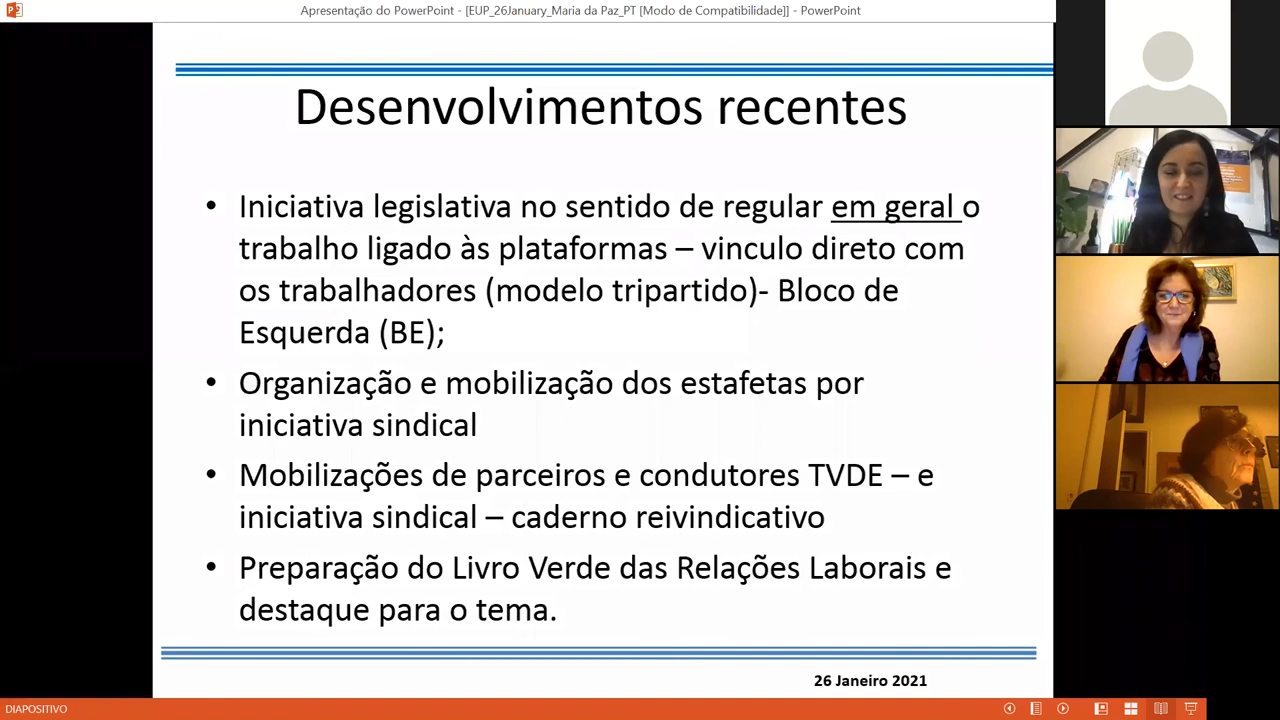 Apresentação do PowerPoint - [EUP_26January_Maria da Paz_PT [Modo de Compatibilidade]] - PowerPoint
Desenvolvimentos recentes
• Iniciativa legislativa no sentido de regular em geral o
trabalho ligado às plataformas – vinculo direto com
os trabalhadores (modelo tripartido)- Bloco de
Esquerda (BE);
• Organização e mobilização dos estafetas por
iniciativa sindical
• Mobilizações de parceiros e condutores TVDE – e
iniciativa sindical – caderno reivindicativo
• Preparação do Livro Verde das Relações Laborais e
destaque para o tema.
26 Janeiro 2021
DIAPOSITIVO